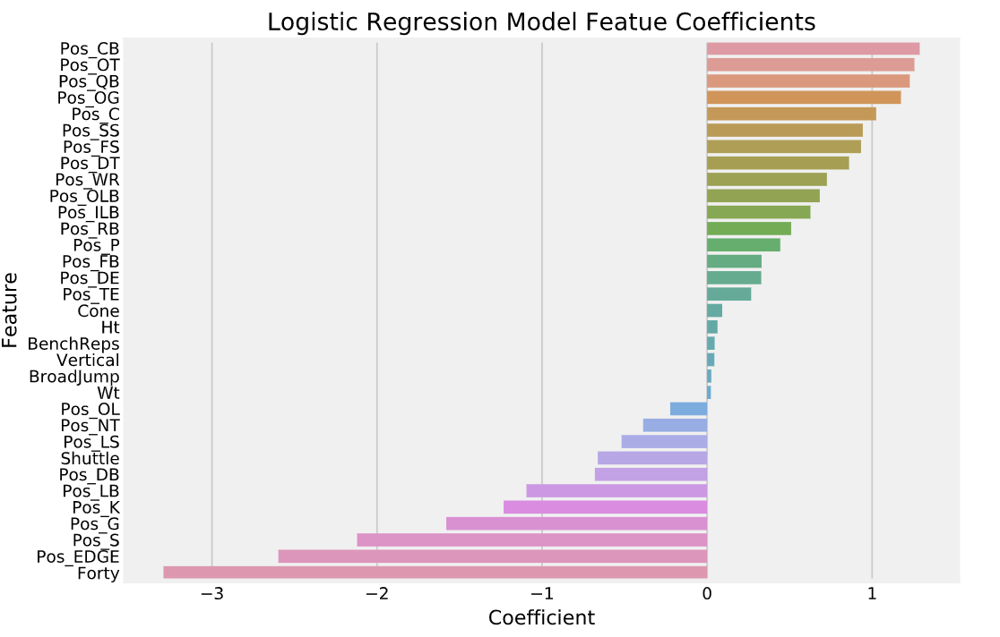 Logistic Regression Model Featue Coefficients
Pos_CB
Pos_OT
Pos_QB
Pos_OG
Pos_C
Pos_SS
Pos_FS
Pos_DT
Pos_WR
Pos_OLB
Pos_ILB
Pos_RB
Pos_P
Pos_FB
Pos_DE
Pos_TE
Cone
Ht
BenchReps
Vertical
BroadJump
Wt
Pos_OL
Pos_NT
Pos_LS
Shuttle
Pos_DB
Pos_LB
Pos_K
Pos_G
Pos_S
Pos_EDGE
Forty
Feature
−3 −2 −1 0 1
Coefficient